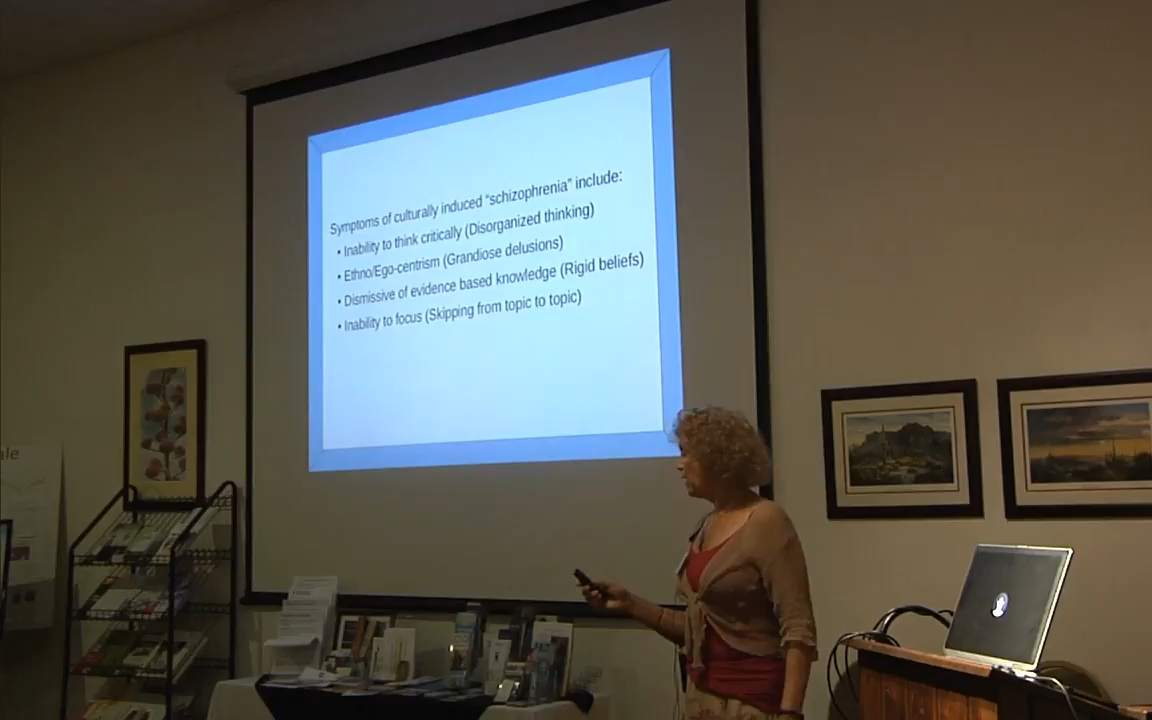 Symptoms of culturally induced “schizophrenia” include:
• Inability to think critically (Disorganized thinking)
• Ethno/Ego-centrism (Grandiose delusions)
• Dismissive of evidence based knowledge (Rigid beliefs)
• Inability to focus (Skipping from topic to topic)